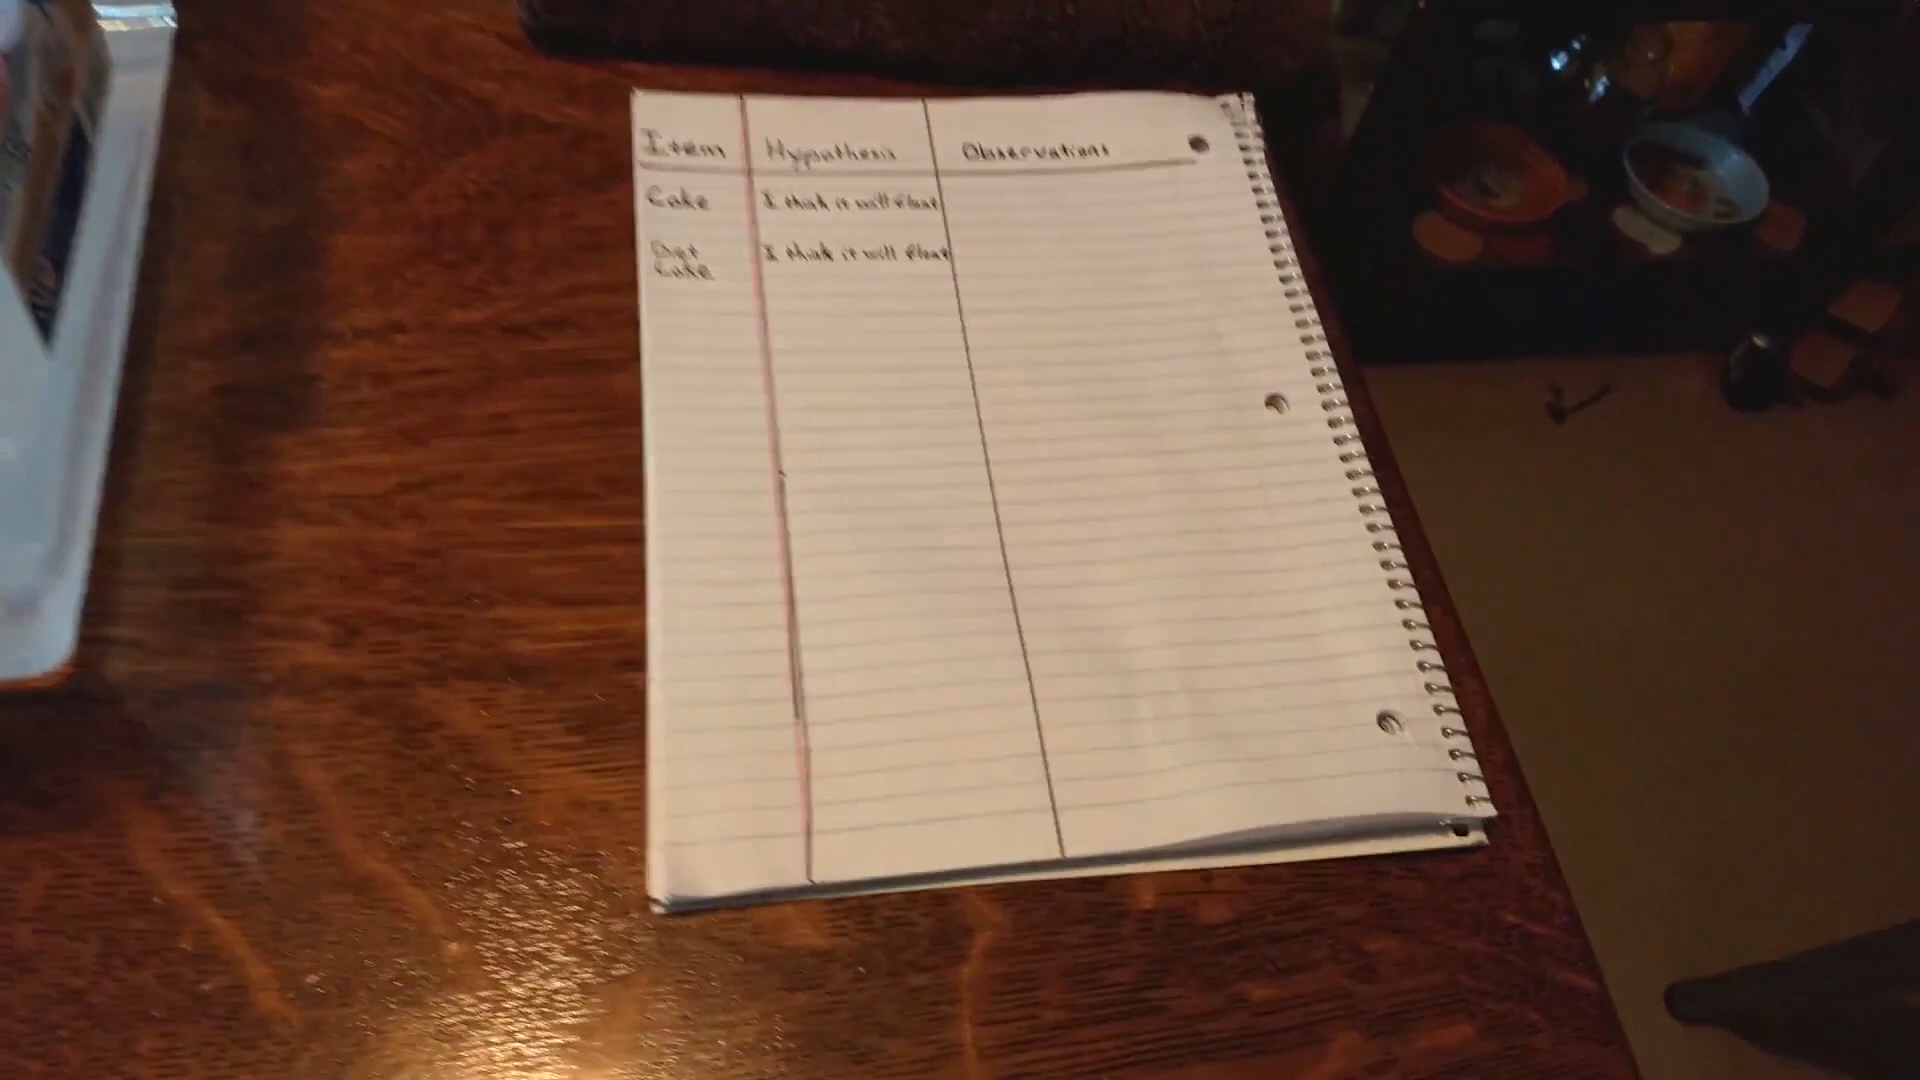 Item Hypothesis Observations
Coke I think it will float
Diet I think it will float
Coke